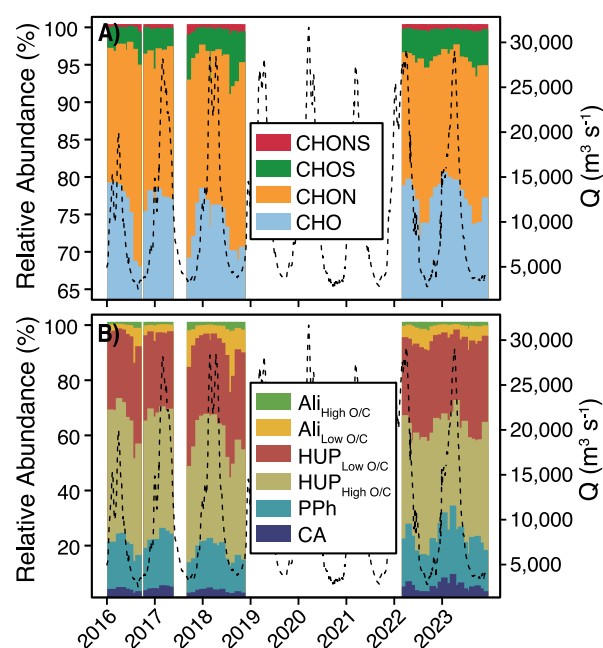 A)
Relative Abundance (%)
100
95
90
85
80
75
70
65
CHONS
CHOS
CHON
CHO
30,000
25,000
20,000
15,000
10,000
5,000
Q (m³ s⁻¹)
B)
Relative Abundance (%)
100
80
60
40
20
Ali High O/C
Ali Low O/C
HUP Low O/C
HUP High O/C
PPh
CA
30,000
25,000
20,000
15,000
10,000
5,000
Q (m³ s⁻¹)
2016 2017 2018 2019 2020 2021 2022 2023